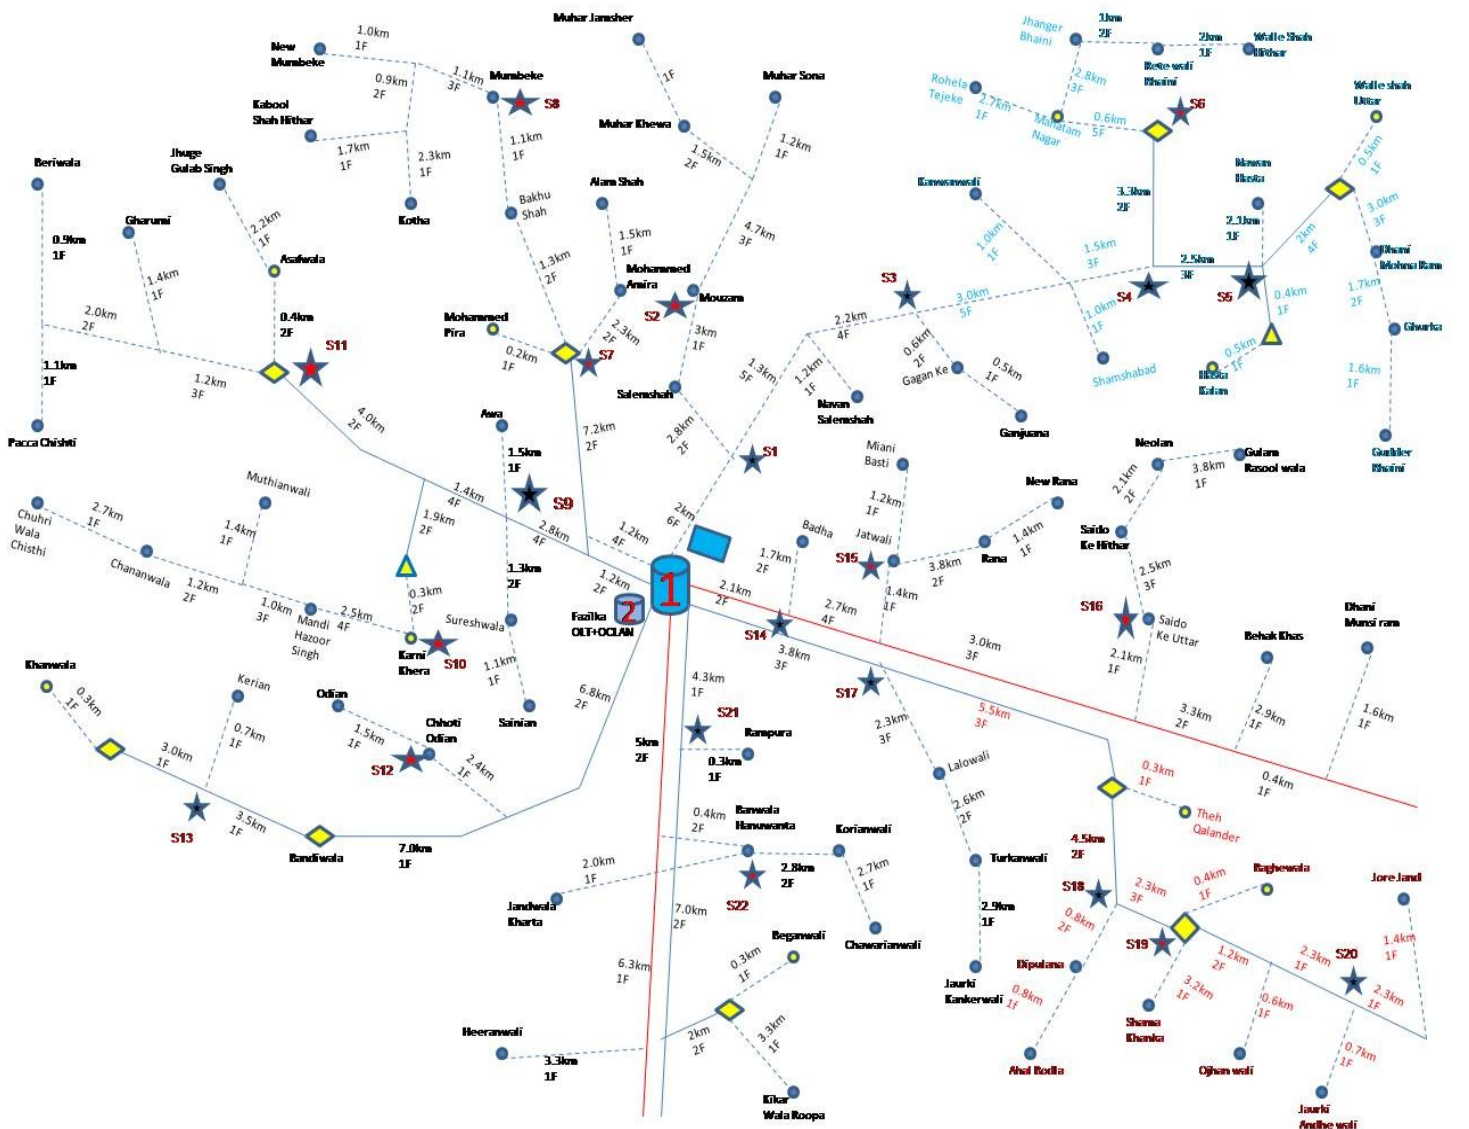 Muhar Jamsher
Jhanger
Bhaini
1km
2F
2km
1F
Walle Shah
Hithar
1.0km
1F
New
Mumbeke
1.1km
3F
Mumbeke
S8
0.9km
2F
Kabool
Shah Hithar
1.7km
1F
2.3km
1F
Kotha
1.1km
1F
Bakhu
Shah
1F
Muhar Khewa
1.5km
2F
Muhar Sona
1.2km
1F
4.7km
3F
Rete wali
Bhaini
2.8km
3F
Rohela
Tejeke
2.7km
1F
Mahatam
Nagar
0.6km
5F
S6
Walle shah
Uttar
0.5km
1F
Beriwala
0.9km
1F
Jhuge
Gulab Singh
2.2km
1F
Gharumi
1.4km
1F
Asafwala
0.4km
2F
2.0km
2F
1.1km
1F
1.2km
3F
S11
Pacca Chishti
4.0km
2F
Alam Shah
1.5km
1F
1.3km
2F
Mohammed
Amira
2.3km
2F
Mohammed
Pira
0.2km
1F
S7
S2
Mouzam
3km
1F
Salemshah
2.8km
2F
7.2km
2F
Kanwanwali
1.0km
1F
3.3km
2F
Nawan
Hasta
2.1km
1F
2km
4F
3.0km
3F
Dhani
Mohna Ram
1.7km
2F
Ghurka
1.6km
1F
Gudder
Bhaini
1.5km
3F
2.5km
3F
S4
S5
0.4km
1F
0.5km
1F
Hasta
Kalan
S3
3.0km
5F
1.0km
1F
Shamshabad
2.2km
4F
0.6km
2F
Gagan Ke
0.5km
1F
Ganjuana
1.3km
5F
1.2km
1F
Navan
Salemshah
S1
2km
6F
Awa
1.5km
1F
S9
1.3km
2F
Sureshwala
1.1km
1F
Sainian
1.4km
4F
2.8km
4F
1.2km
4F
1.2km
2F
1
2
Fazilka
OLT+OCLAN
Muthianwali
1.4km
1F
Chuhri
Wala
Chisthi
2.7km
1F
Chananwala
1.2km
2F
1.0km
3F
Mandi
Hazoor
Singh
2.5km
4F
1.9km
2F
0.3km
2F
Karni
Khera
S10
Miani
Basti
1.2km
1F
Badha
1.7km
2F
Jatwali
S15
3.8km
2F
Rana
1.4km
1F
New Rana
1.4km
1F
2.1km
2F
2.7km
4F
S14
3.8km
3F
S17
3.0km
3F
Neolan
2.1km
2F
3.8km
1F
Gulam
Rasool wala
Saido
Ke Hithar
2.5km
3F
S16
Saido
Ke Uttar
2.1km
1F
Behak Khas
2.9km
1F
3.3km
2F
Dhani
Munsi ram
1.6km
1F
0.4km
1F
Khanwala
0.3km
1F
Kerian
0.7km
1F
3.0km
1F
S13
3.5km
1F
Bandiwala
Odian
1.5km
1F
Chhoti
Odian
S12
2.4km
1F
7.0km
1F
6.8km
2F
4.3km
1F
S21
5km
2F
Rampura
0.3km
1F
0.4km
2F
Banwala
Hanuwanta
2.8km
2F
S22
Korianwali
2.7km
1F
Chawarianwali
2.0km
1F
Jandwala
Kharta
7.0km
2F
6.3km
1F
Heeranwali
3.3km
1F
Beganwali
0.3km
1F
2km
2F
3.3km
1F
Kikar
Wala Roopa
2.3km
3F
Lalowali
2.6km
2F
Turkanwali
2.9km
1F
Jaurki
Kankerwali
5.5km
3F
0.3km
1F
Theh
Qalander
4.5km
2F
S18
0.8km
2F
Dipulana
0.8km
1f
Ahal Bodla
2.3km
3F
0.4km
1F
Baghewala
S19
3.2km
1F
Shama
Khanka
1.2km
2F
0.6km
1F
Ojhan wali
2.3km
1F
S20
2.3km
1F
Jore Jand
1.4km
1F
0.7km
1F
Jaurki
Andhe wali